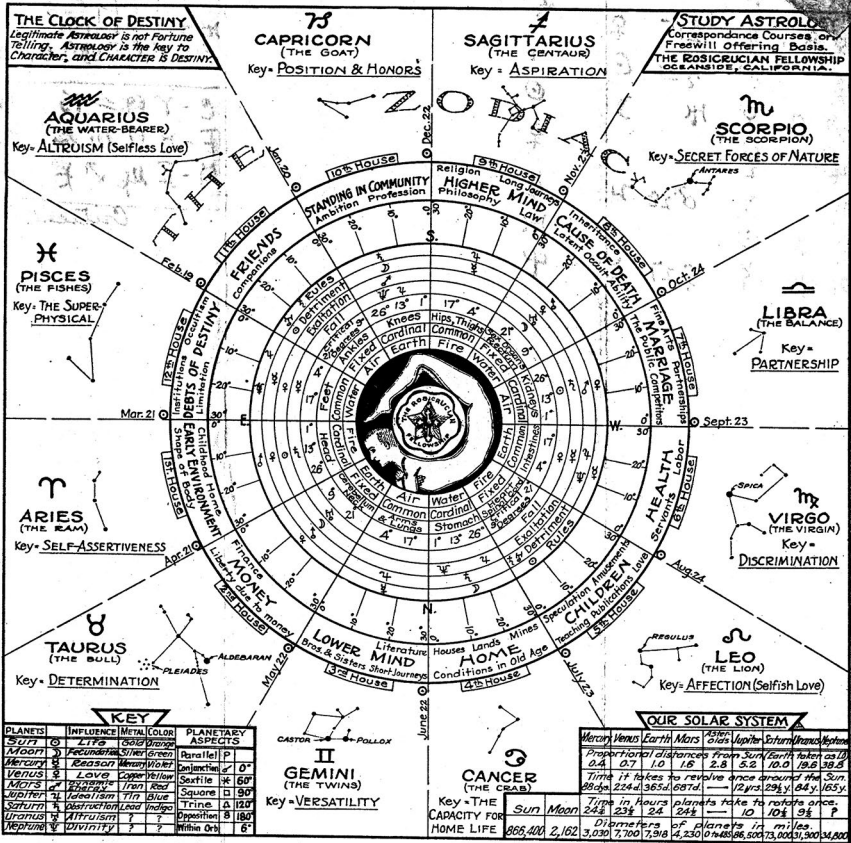 THE CLOCK OF DESTINY
Legitimate ASTROLOGY is not Fortune
Telling. ASTROLOGY is the key to
Character, and CHARACTER IS DESTINY.
STUDY ASTROLOGY
Correspondance Courses on
Freewill Offering Basis.
THE ROSICRUCIAN FELLOWSHIP
OCEANSIDE, CALIFORNIA.
THE ZODIAC
CAPRICORN
(THE GOAT)
Key=POSITION & HONORS
SAGITTARIUS
(THE CENTAUR)
Key = ASPIRATION
AQUARIUS
(THE WATER-BEARER)
Key=ALTRUISM (Selfless Love)
SCORPIO
(THE SCORPION)
Key=SECRET FORCES OF NATURE
ANTARES
PISCES
(THE FISHES)
Key=THE SUPER-
PHYSICAL
LIBRA
(THE BALANCE)
Key=
PARTNERSHIP
ARIES
(THE RAM)
Key=SELF-ASSERTIVENESS
SPICA
VIRGO
(THE VIRGIN)
Key=
DISCRIMINATION
TAURUS
(THE BULL)
Key=DETERMINATION
PLEIADES
ALDEBARAN
REGULUS
LEO
(THE LION)
Key=AFFECTION (Selfish Love)
CASTOR
POLLOX
GEMINI
(THE TWINS)
Key=VERSATILITY
CANCER
(THE CRAB)
Key=THE
CAPACITY FOR
HOME LIFE
Dec. 22
Nov. 23
Oct. 24
Sept. 23
Aug. 24
July 23
June 22
May 22
Apr. 21
Mar. 21
Feb. 19
Jan. 20
10th House
STANDING IN COMMUNITY
Ambition Profession
9th House
Religion Long Journeys
HIGHER MIND
Philosophy Law
8th House
Inheritance
CAUSE OF DEATH
Latent Occult Ability
7th House
Fine Arts Partnerships
MARRIAGE
The Public Competitors
6th House
HEALTH
Servants Labor
5th House
Speculation Amusements
CHILDREN
Teaching Publications Love
4th House
Houses Lands Mines
HOME
Conditions in Old Age
3rd House
Literature
LOWER MIND
Bros. & Sisters Short Journeys
2nd House
Finance
MONEY
Liberty due to money
1st House
Childhood Home
EARLY ENVIRONMENT
Shape of Body
12th House
Institutions Occultism
DEBTS OF DESTINY
Limitation
11th House
FRIENDS
Companions
S.
E.
W.
N.
Rules
Detriment
Exaltation
Fall
Critical Degrees
Knees
Cardinal
Earth
Hips, Thighs
Common
Fire
Fixed
Water
Kidneys
Cardinal
Air
Intestines
Common
Earth
Fixed
Fire
Stomach
Cardinal
Water
Arms & Lungs
Common
Air
Fixed
Earth
Head
Cardinal
Fire
Feet
Common
Water
Ankles
Fixed
Air
Fall
Exaltation
Detriment
Rules
THE ROSICRUCIAN FELLOWSHIP
KEY
PLANETS INFLUENCE METAL COLOR
Sun ☉ Life Gold Orange
Moon ☽ Fecundation Silver Green
Mercury ☿ Reason Mercury Violet
Venus ♀ Love Copper Yellow
Mars ♂ Dynamic Energy Iron Red
Jupiter ♃ Idealism Tin Blue
Saturn ♄ Obstruction Lead Indigo
Uranus ♅ Altruism ? ?
Neptune ♆ Divinity ? ?
PLANETARY
ASPECTS
Parallel P
Conjunction ☌ 0°
Sextile ✶ 60°
Square □ 90°
Trine △ 120°
Opposition ☍ 180°
Within Orb 6°
OUR SOLAR SYSTEM
Mercury Venus Earth Mars Asteroids Jupiter Saturn Uranus Neptune
Proportional distances from Sun (Earth taken as 1.0)
0.4 0.7 1.0 1.6 2.8 5.2 10.0 19.6 38.8
Time it takes to revolve once around the Sun.
88 dys. 224 d. 365 d. 687 d. — 12 yrs. 29½ y. 84 y. 165 y.
Time in hours planets take to rotate once.
24½ 23½ 24 24½ — 10 10½ 9½ ?
Diameters of planets in miles.
Sun Moon
866,400 2,162 3,030 7,700 7,918 4,230 0 to 485 86,500 73,000 31,900 34,800